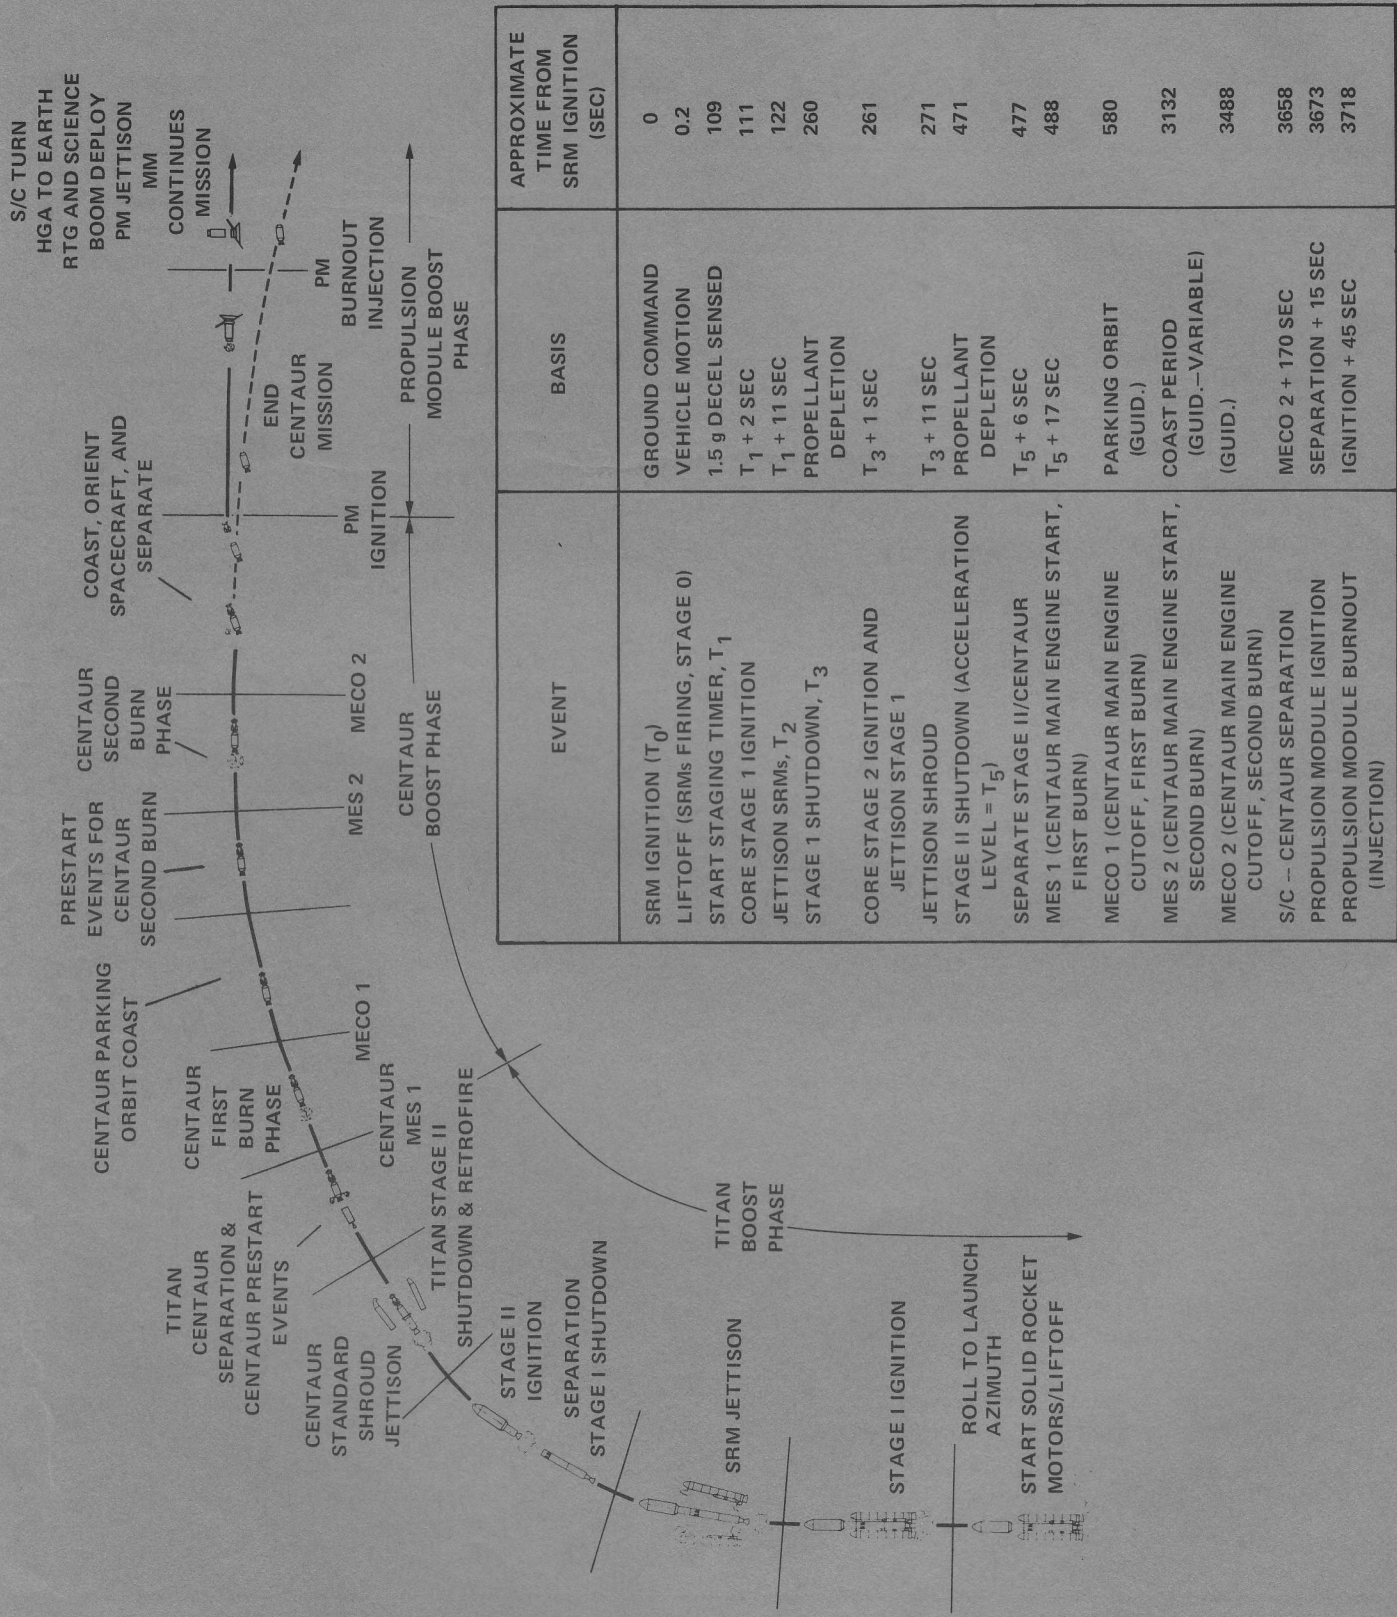 S/C TURN
HGA TO EARTH
RTG AND SCIENCE
BOOM DEPLOY
PM JETTISON
MM
CONTINUES
MISSION
COAST, ORIENT
SPACECRAFT, AND
SEPARATE
CENTAUR
SECOND
BURN
PHASE
PRESTART
EVENTS FOR
CENTAUR
SECOND BURN
CENTAUR PARKING
ORBIT COAST
CENTAUR
FIRST
BURN
PHASE
TITAN
CENTAUR
SEPARATION &
CENTAUR PRESTART
EVENTS
CENTAUR
STANDARD
SHROUD
JETTISON
PM
BURNOUT
INJECTION
END
CENTAUR
MISSION
PM
IGNITION
MECO 2
MES 2
MECO 1
CENTAUR
MES 1
TITAN STAGE II
SHUTDOWN & RETROFIRE
STAGE II
IGNITION
SEPARATION
STAGE I SHUTDOWN
SRM JETTISON
STAGE I IGNITION
ROLL TO LAUNCH
AZIMUTH
START SOLID ROCKET
MOTORS/LIFTOFF
PROPULSION
MODULE BOOST
PHASE
CENTAUR
BOOST PHASE
TITAN
BOOST
PHASE
EVENT BASIS APPROXIMATE
TIME FROM
SRM IGNITION
(SEC)
SRM IGNITION (T0) GROUND COMMAND 0
LIFTOFF (SRMs FIRING, STAGE 0) VEHICLE MOTION 0.2
START STAGING TIMER, T1 1.5 g DECEL SENSED 109
CORE STAGE 1 IGNITION T1 + 2 SEC 111
JETTISON SRMs, T2 T1 + 11 SEC 122
STAGE 1 SHUTDOWN, T3 PROPELLANT 260
DEPLETION
CORE STAGE 2 IGNITION AND T3 + 1 SEC 261
JETTISON STAGE 1
JETTISON SHROUD T3 + 11 SEC 271
STAGE II SHUTDOWN (ACCELERATION PROPELLANT 471
LEVEL = T5) DEPLETION
SEPARATE STAGE II/CENTAUR T5 + 6 SEC 477
MES 1 (CENTAUR MAIN ENGINE START, T5 + 17 SEC 488
FIRST BURN)
MECO 1 (CENTAUR MAIN ENGINE PARKING ORBIT 580
CUTOFF, FIRST BURN) (GUID.)
MES 2 (CENTAUR MAIN ENGINE START, COAST PERIOD 3132
SECOND BURN) (GUID.–VARIABLE)
MECO 2 (CENTAUR MAIN ENGINE (GUID.) 3488
CUTOFF, SECOND BURN)
S/C – CENTAUR SEPARATION MECO 2 + 170 SEC 3658
PROPULSION MODULE IGNITION SEPARATION + 15 SEC 3673
PROPULSION MODULE BURNOUT IGNITION + 45 SEC 3718
(INJECTION)